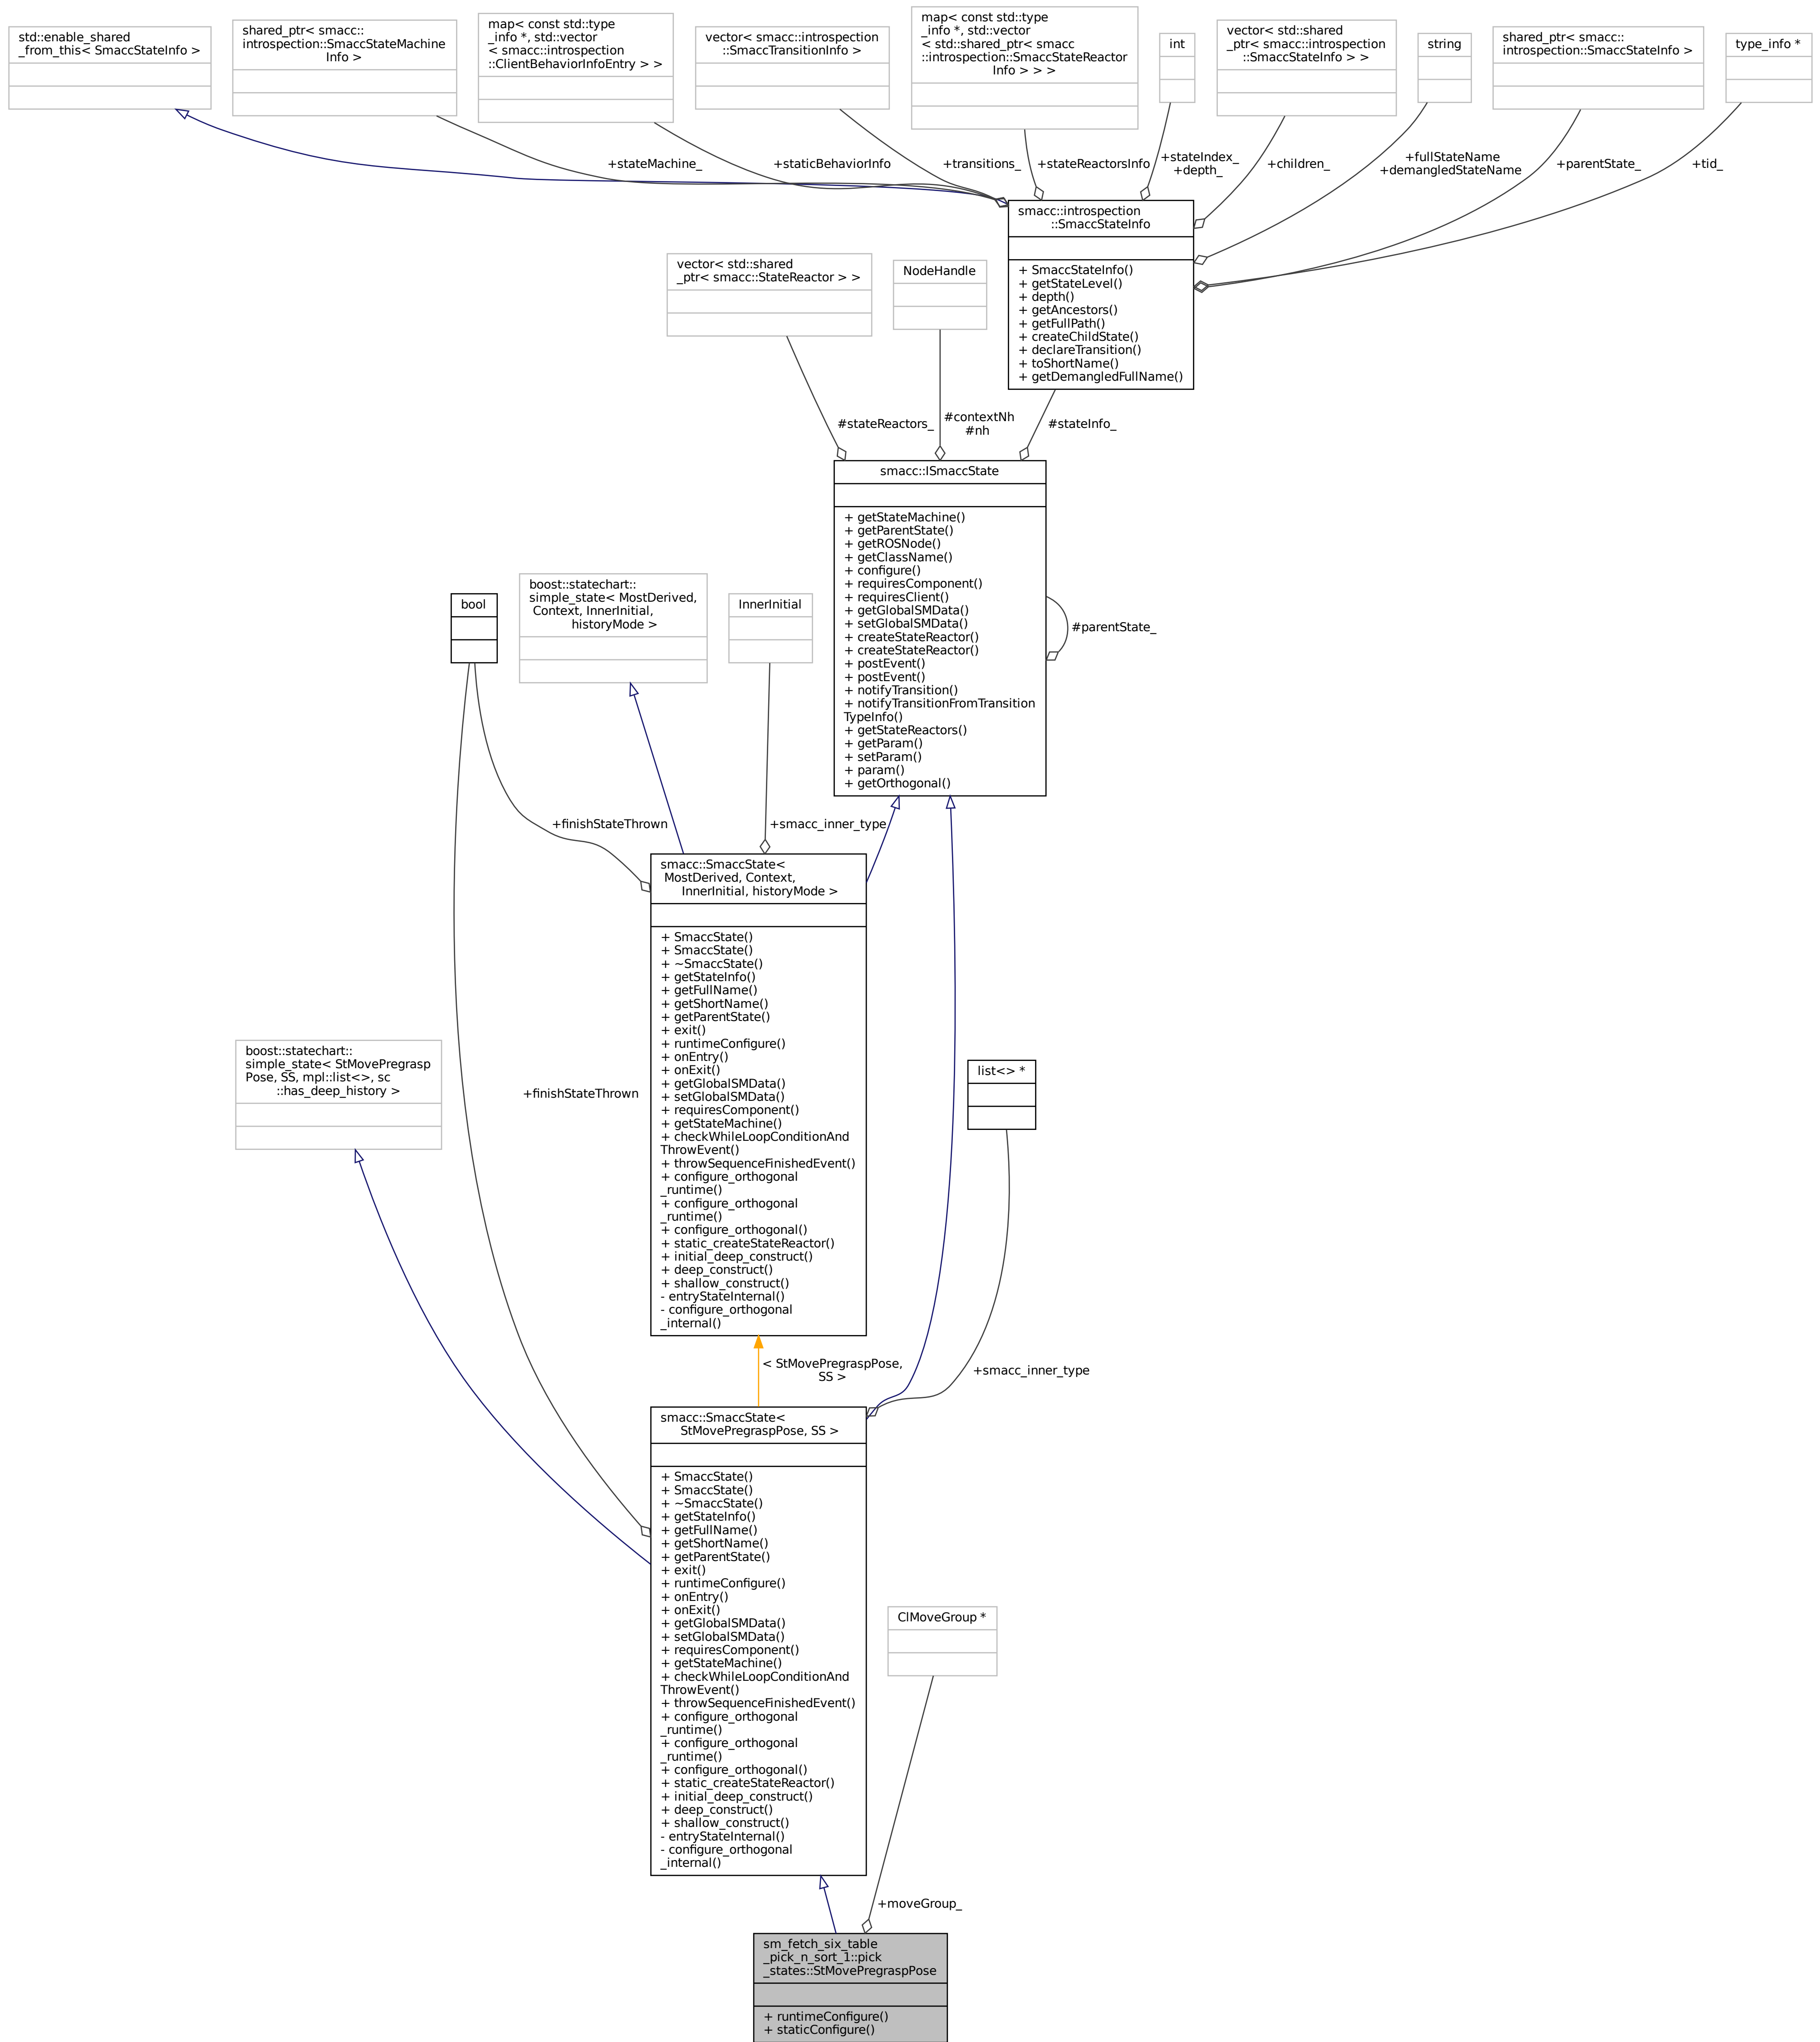 std::enable_shared
_from_this< SmaccStateInfo >
shared_ptr< smacc::
introspection::SmaccStateMachine
Info >
map< const std::type
_info *, std::vector
< smacc::introspection
::ClientBehaviorInfoEntry > >
vector< smacc::introspection
::SmaccTransitionInfo >
map< const std::type
_info *, std::vector
< std::shared_ptr< smacc
::introspection::SmaccStateReactor
Info > > >
int
vector< std::shared
_ptr< smacc::introspection
::SmaccStateInfo > >
string
shared_ptr< smacc::
introspection::SmaccStateInfo >
type_info *
+stateMachine_
+staticBehaviorInfo
+transitions_
+stateReactorsInfo
+stateIndex_
+depth_
+children_
+fullStateName
+demangledStateName
+parentState_
+tid_
smacc::introspection
::SmaccStateInfo
+ SmaccStateInfo()
+ getStateLevel()
+ depth()
+ getAncestors()
+ getFullPath()
+ createChildState()
+ declareTransition()
+ toShortName()
+ getDemangledFullName()
vector< std::shared
_ptr< smacc::StateReactor > >
NodeHandle
#stateReactors_
#contextNh
#nh
#stateInfo_
smacc::ISmaccState
+ getStateMachine()
+ getParentState()
+ getROSNode()
+ getClassName()
+ configure()
+ requiresComponent()
+ requiresClient()
+ getGlobalSMData()
+ setGlobalSMData()
+ createStateReactor()
+ createStateReactor()
+ postEvent()
+ postEvent()
+ notifyTransition()
+ notifyTransitionFromTransition
TypeInfo()
+ getStateReactors()
+ getParam()
+ setParam()
+ param()
+ getOrthogonal()
#parentState_
bool
boost::statechart::
simple_state< MostDerived,
Context, InnerInitial,
historyMode >
InnerInitial
+finishStateThrown
+smacc_inner_type
smacc::SmaccState<
MostDerived, Context,
InnerInitial, historyMode >
+ SmaccState()
+ SmaccState()
+ ~SmaccState()
+ getStateInfo()
+ getFullName()
+ getShortName()
+ getParentState()
+ exit()
+ runtimeConfigure()
+ onEntry()
+ onExit()
+ getGlobalSMData()
+ setGlobalSMData()
+ requiresComponent()
+ getStateMachine()
+ checkWhileLoopConditionAnd
ThrowEvent()
+ throwSequenceFinishedEvent()
+ configure_orthogonal
_runtime()
+ configure_orthogonal
_runtime()
+ configure_orthogonal()
+ static_createStateReactor()
+ initial_deep_construct()
+ deep_construct()
+ shallow_construct()
- entryStateInternal()
- configure_orthogonal
_internal()
boost::statechart::
simple_state< StMovePregrasp
Pose, SS, mpl::list<>, sc
::has_deep_history >
+finishStateThrown
list<> *
< StMovePregraspPose,
SS >
+smacc_inner_type
smacc::SmaccState<
StMovePregraspPose, SS >
+ SmaccState()
+ SmaccState()
+ ~SmaccState()
+ getStateInfo()
+ getFullName()
+ getShortName()
+ getParentState()
+ exit()
+ runtimeConfigure()
+ onEntry()
+ onExit()
+ getGlobalSMData()
+ setGlobalSMData()
+ requiresComponent()
+ getStateMachine()
+ checkWhileLoopConditionAnd
ThrowEvent()
+ throwSequenceFinishedEvent()
+ configure_orthogonal
_runtime()
+ configure_orthogonal
_runtime()
+ configure_orthogonal()
+ static_createStateReactor()
+ initial_deep_construct()
+ deep_construct()
+ shallow_construct()
- entryStateInternal()
- configure_orthogonal
_internal()
ClMoveGroup *
+moveGroup_
sm_fetch_six_table
_pick_n_sort_1::pick
_states::StMovePregraspPose
+ runtimeConfigure()
+ staticConfigure()